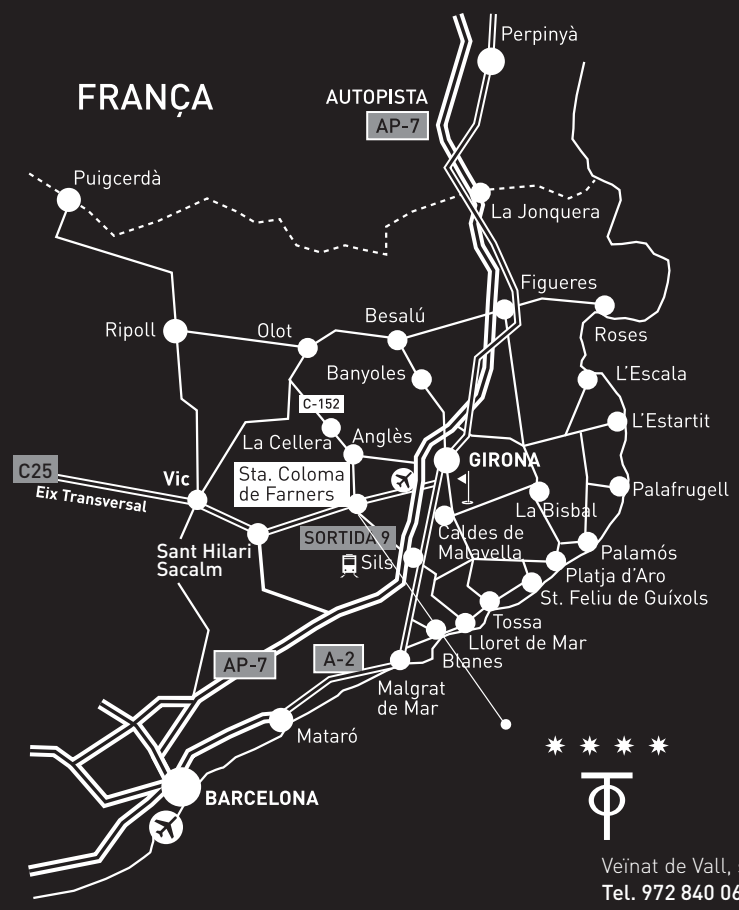 Perpinyà
FRANÇA
AUTOPISTA
AP-7
Puigcerdà
La Jonquera
Figueres
Ripoll
Olot
Besalú
Roses
Banyoles
L'Escala
C-152
L'Estartit
La Cellera
Anglès
GIRONA
C25
Eix Transversal
Vic
Sta. Coloma
de Farners
Palafrugell
La Bisbal
Sant Hilari
Sacalm
SORTIDA 9
Caldes de
Malavella
Sils
Palamós
Platja d'Aro
St. Feliu de Guíxols
Tossa
Lloret de Mar
Blanes
AP-7
A-2
Malgrat
de Mar
Mataró
BARCELONA
Veïnat de Vall,
Tel. 972 840 06